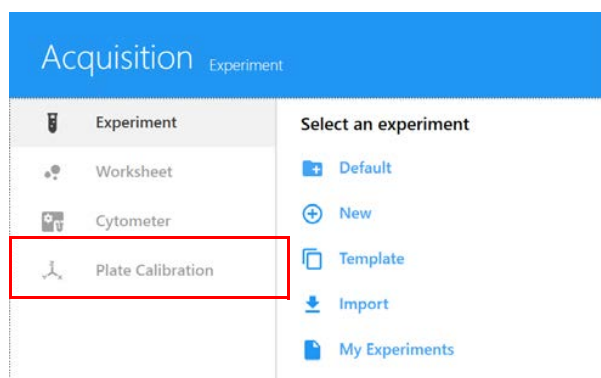 Acquisition Experiment
Experiment
Worksheet
Cytometer
Plate Calibration
Select an experiment
Default
New
Template
Import
My Experiments